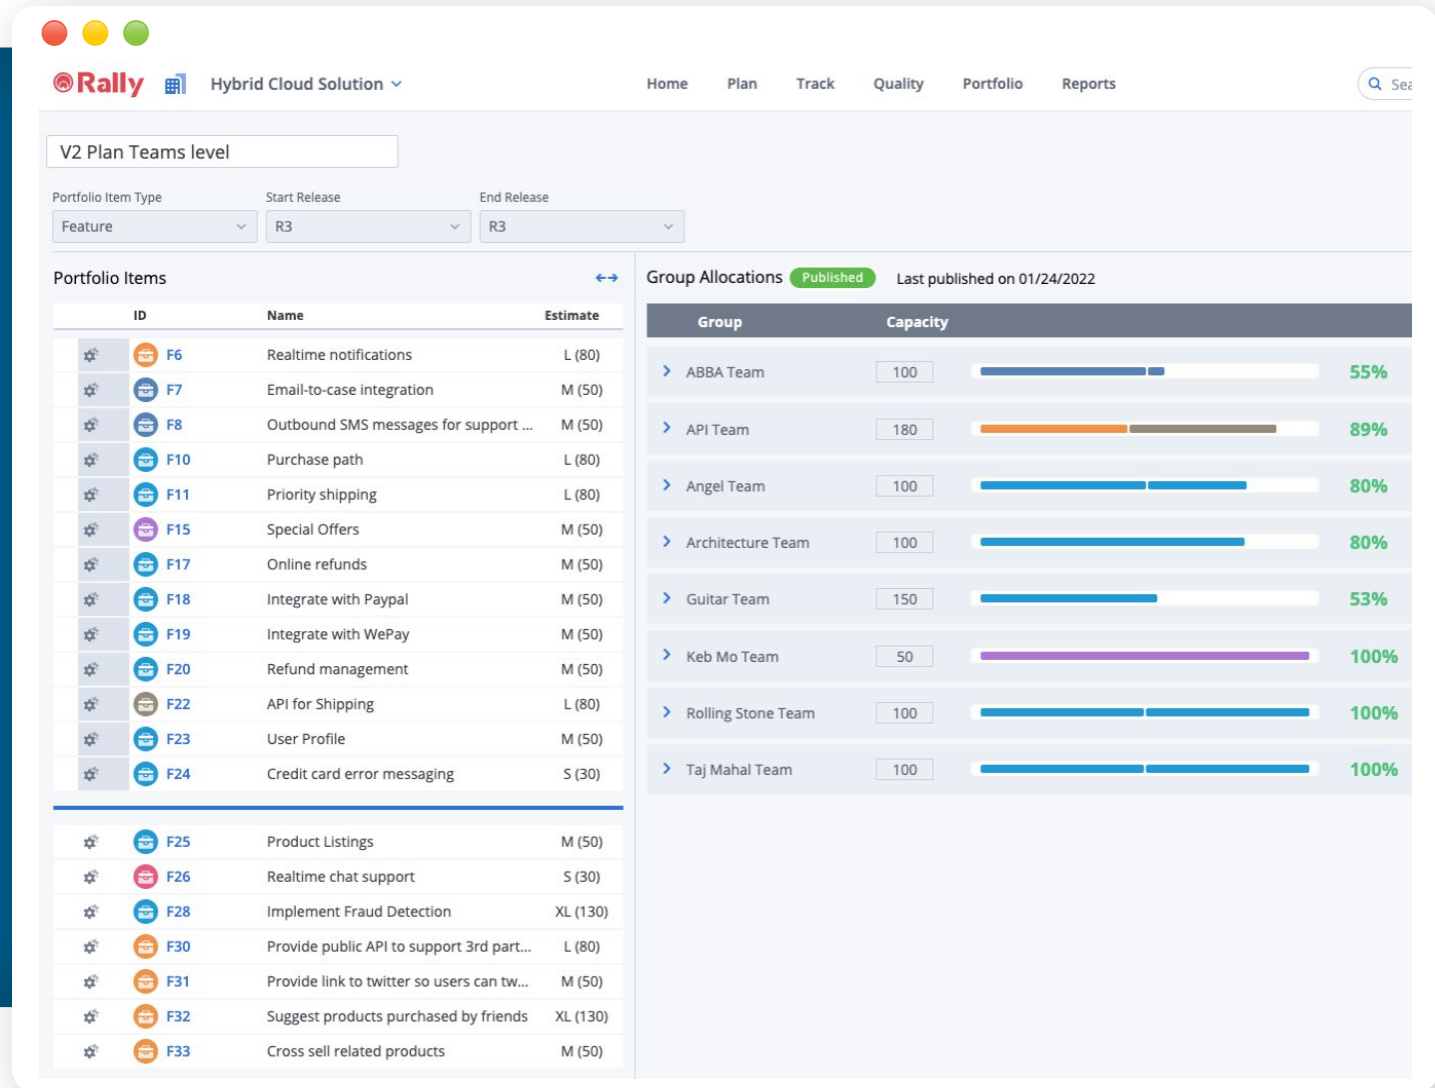 Rally Hybrid Cloud Solution Home Plan Track Quality Portfolio Reports Sea
V2 Plan Teams level
Portfolio Item Type Start Release End Release
Feature R3 R3
Portfolio Items
ID Name Estimate
F6 Realtime notifications L (80)
F7 Email-to-case integration M (50)
F8 Outbound SMS messages for support ... M (50)
F10 Purchase path L (80)
F11 Priority shipping L (80)
F15 Special Offers M (50)
F17 Online refunds M (50)
F18 Integrate with Paypal M (50)
F19 Integrate with WePay M (50)
F20 Refund management M (50)
F22 API for Shipping L (80)
F23 User Profile M (50)
F24 Credit card error messaging S (30)
F25 Product Listings M (50)
F26 Realtime chat support S (30)
F28 Implement Fraud Detection XL (130)
F30 Provide public API to support 3rd part... L (80)
F31 Provide link to twitter so users can tw... M (50)
F32 Suggest products purchased by friends XL (130)
F33 Cross sell related products M (50)
Group Allocations Published Last published on 01/24/2022
Group Capacity
ABBA Team 100 55%
API Team 180 89%
Angel Team 100 80%
Architecture Team 100 80%
Guitar Team 150 53%
Keb Mo Team 50 100%
Rolling Stone Team 100 100%
Taj Mahal Team 100 100%